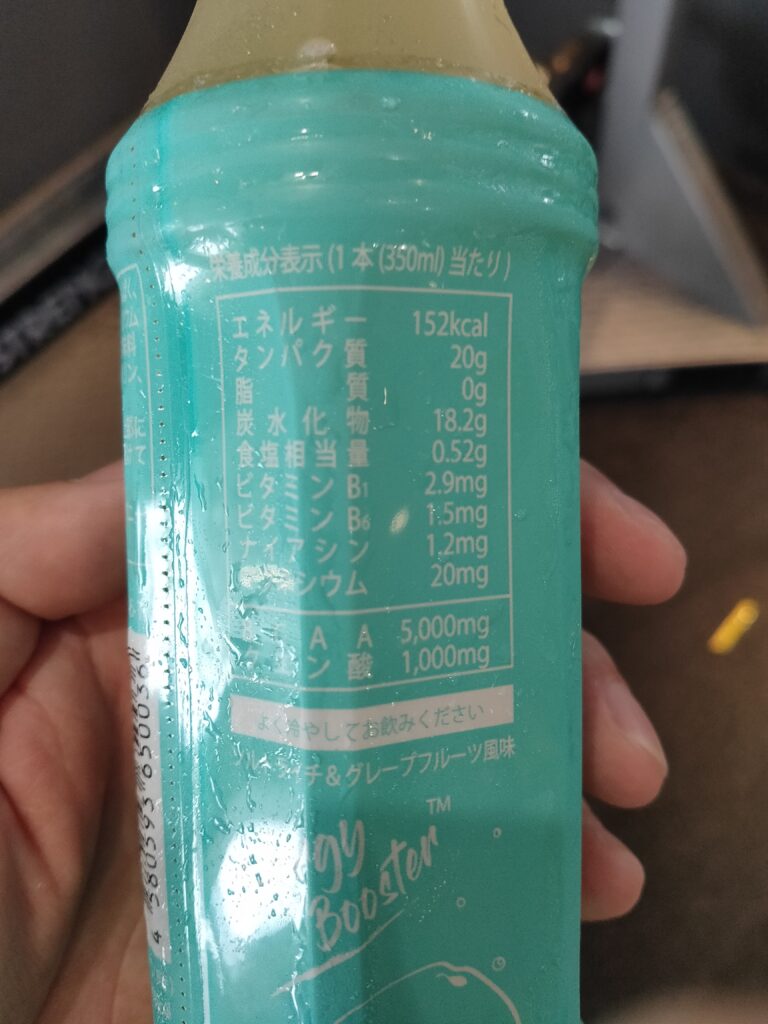 栄養成分表示 (1本 (350ml) 当たり)
エネルギー 152kcal
タンパク質 20g
脂質 0g
炭水化物 18.2g
食塩相当量 0.52g
ビタミンB1 2.9mg
ビタミンB6 1.5mg
ナイアシン 1.2mg
シウム 20mg
A A 5,000mg
ン酸 1,000mg
よく冷やしてお飲みください
&グレープフルーツ風味
gy
Booster™